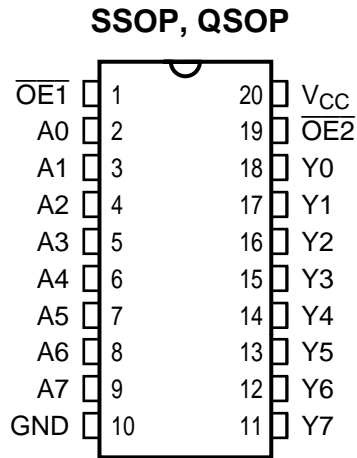 SSOP, QSOP
OE1 1 20 VCC
A0 2 19 OE2
A1 3 18 Y0
A2 4 17 Y1
A3 5 16 Y2
A4 6 15 Y3
A5 7 14 Y4
A6 8 13 Y5
A7 9 12 Y6
GND 10 11 Y7